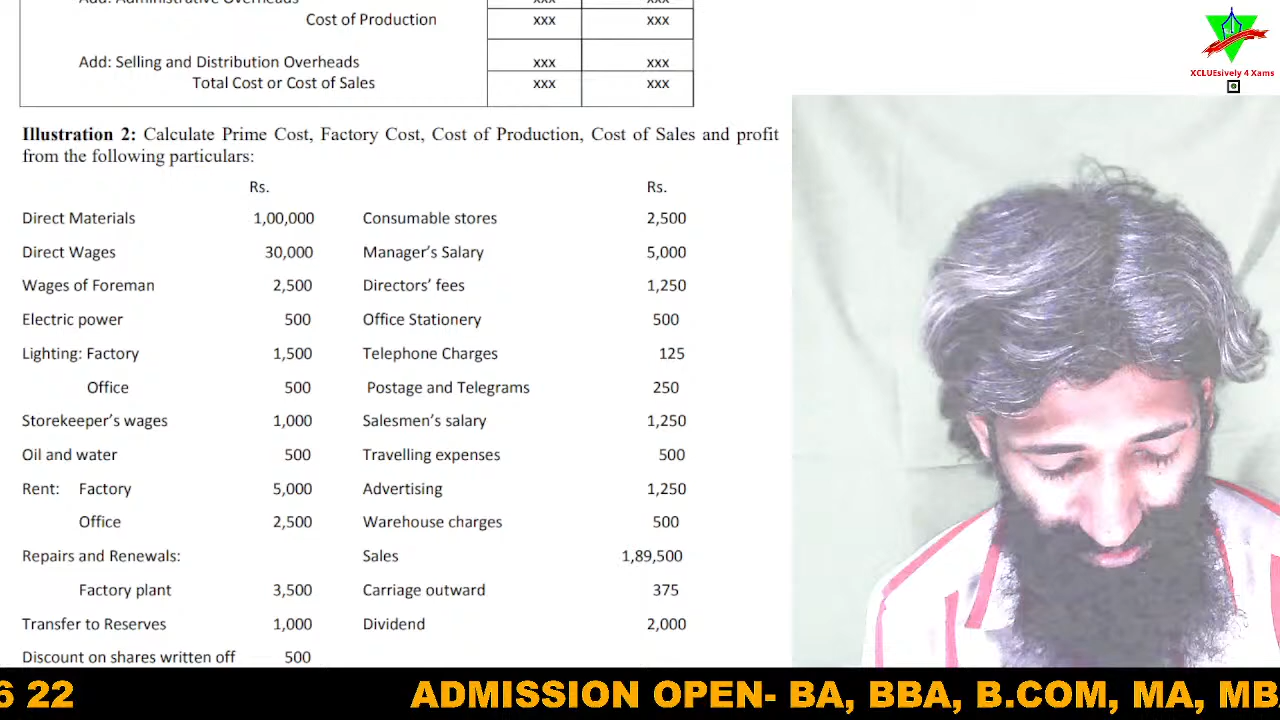 Add: Administrative Overheads xxx xxx
Cost of Production xxx xxx
Add: Selling and Distribution Overheads xxx xxx
Total Cost or Cost of Sales xxx xxx
XCLUEsively 4 Xams
Illustration 2: Calculate Prime Cost, Factory Cost, Cost of Production, Cost of Sales and profit
from the following particulars:
Rs. Rs.
Direct Materials 1,00,000 Consumable stores 2,500
Direct Wages 30,000 Manager's Salary 5,000
Wages of Foreman 2,500 Directors' fees 1,250
Electric power 500 Office Stationery 500
Lighting: Factory 1,500 Telephone Charges 125
Office 500 Postage and Telegrams 250
Storekeeper's wages 1,000 Salesmen's salary 1,250
Oil and water 500 Travelling expenses 500
Rent: Factory 5,000 Advertising 1,250
Office 2,500 Warehouse charges 500
Repairs and Renewals: Sales 1,89,500
Factory plant 3,500 Carriage outward 375
Transfer to Reserves 1,000 Dividend 2,000
Discount on shares written off 500
6 22 ADMISSION OPEN- BA, BBA, B.COM, MA, MB